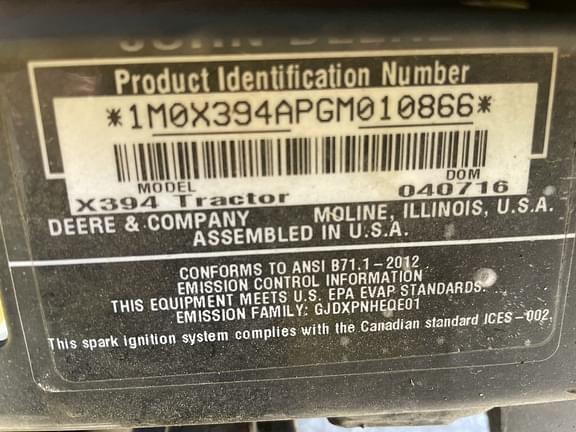 JOHN DEERE
Product Identification Number
*1M0X394APGM010866*
MODEL DOM
X394 Tractor 040716
DEERE & COMPANY MOLINE, ILLINOIS, U.S.A.
ASSEMBLED IN U.S.A.
CONFORMS TO ANSI B71.1-2012
EMISSION CONTROL INFORMATION
THIS EQUIPMENT MEETS U.S. EPA EVAP STANDARDS.
EMISSION FAMILY: GJDXPNHEQE01
This spark ignition system complies with the Canadian standard ICES-002.